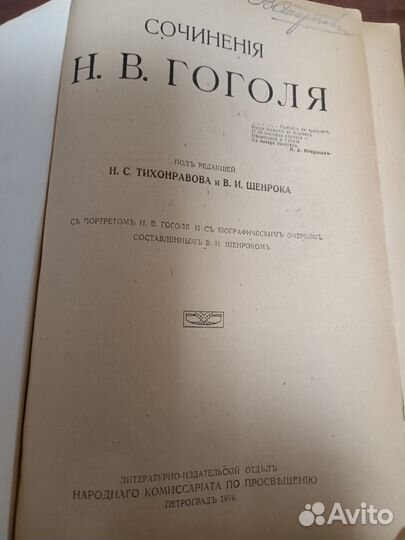 СОЧИНЕНІЯ
Н. В. ГОГОЛЯ
Н. А. Некрасовъ.
ПОДЪ РЕДАКЦІЕЙ
Н. С. ТИХОНРАВОВА и В. И. ШЕНРОКА
СЪ ПОРТРЕТОМЪ Н. В. ГОГОЛЯ И СЪ БІОГРАФИЧЕСКИМЪ ОЧЕРКОМЪ,
СОСТАВЛЕННЫМЪ В. И. ШЕНРОКОМЪ
ЛИТЕРАТУРНО-ИЗДАТЕЛЬСКІЙ ОТДѢЛЪ
НАРОДНАГО КОМИССАРІАТА ПО ПРОСВѢЩЕНІЮ
ПЕТРОГРАДЪ 1919.
Avito